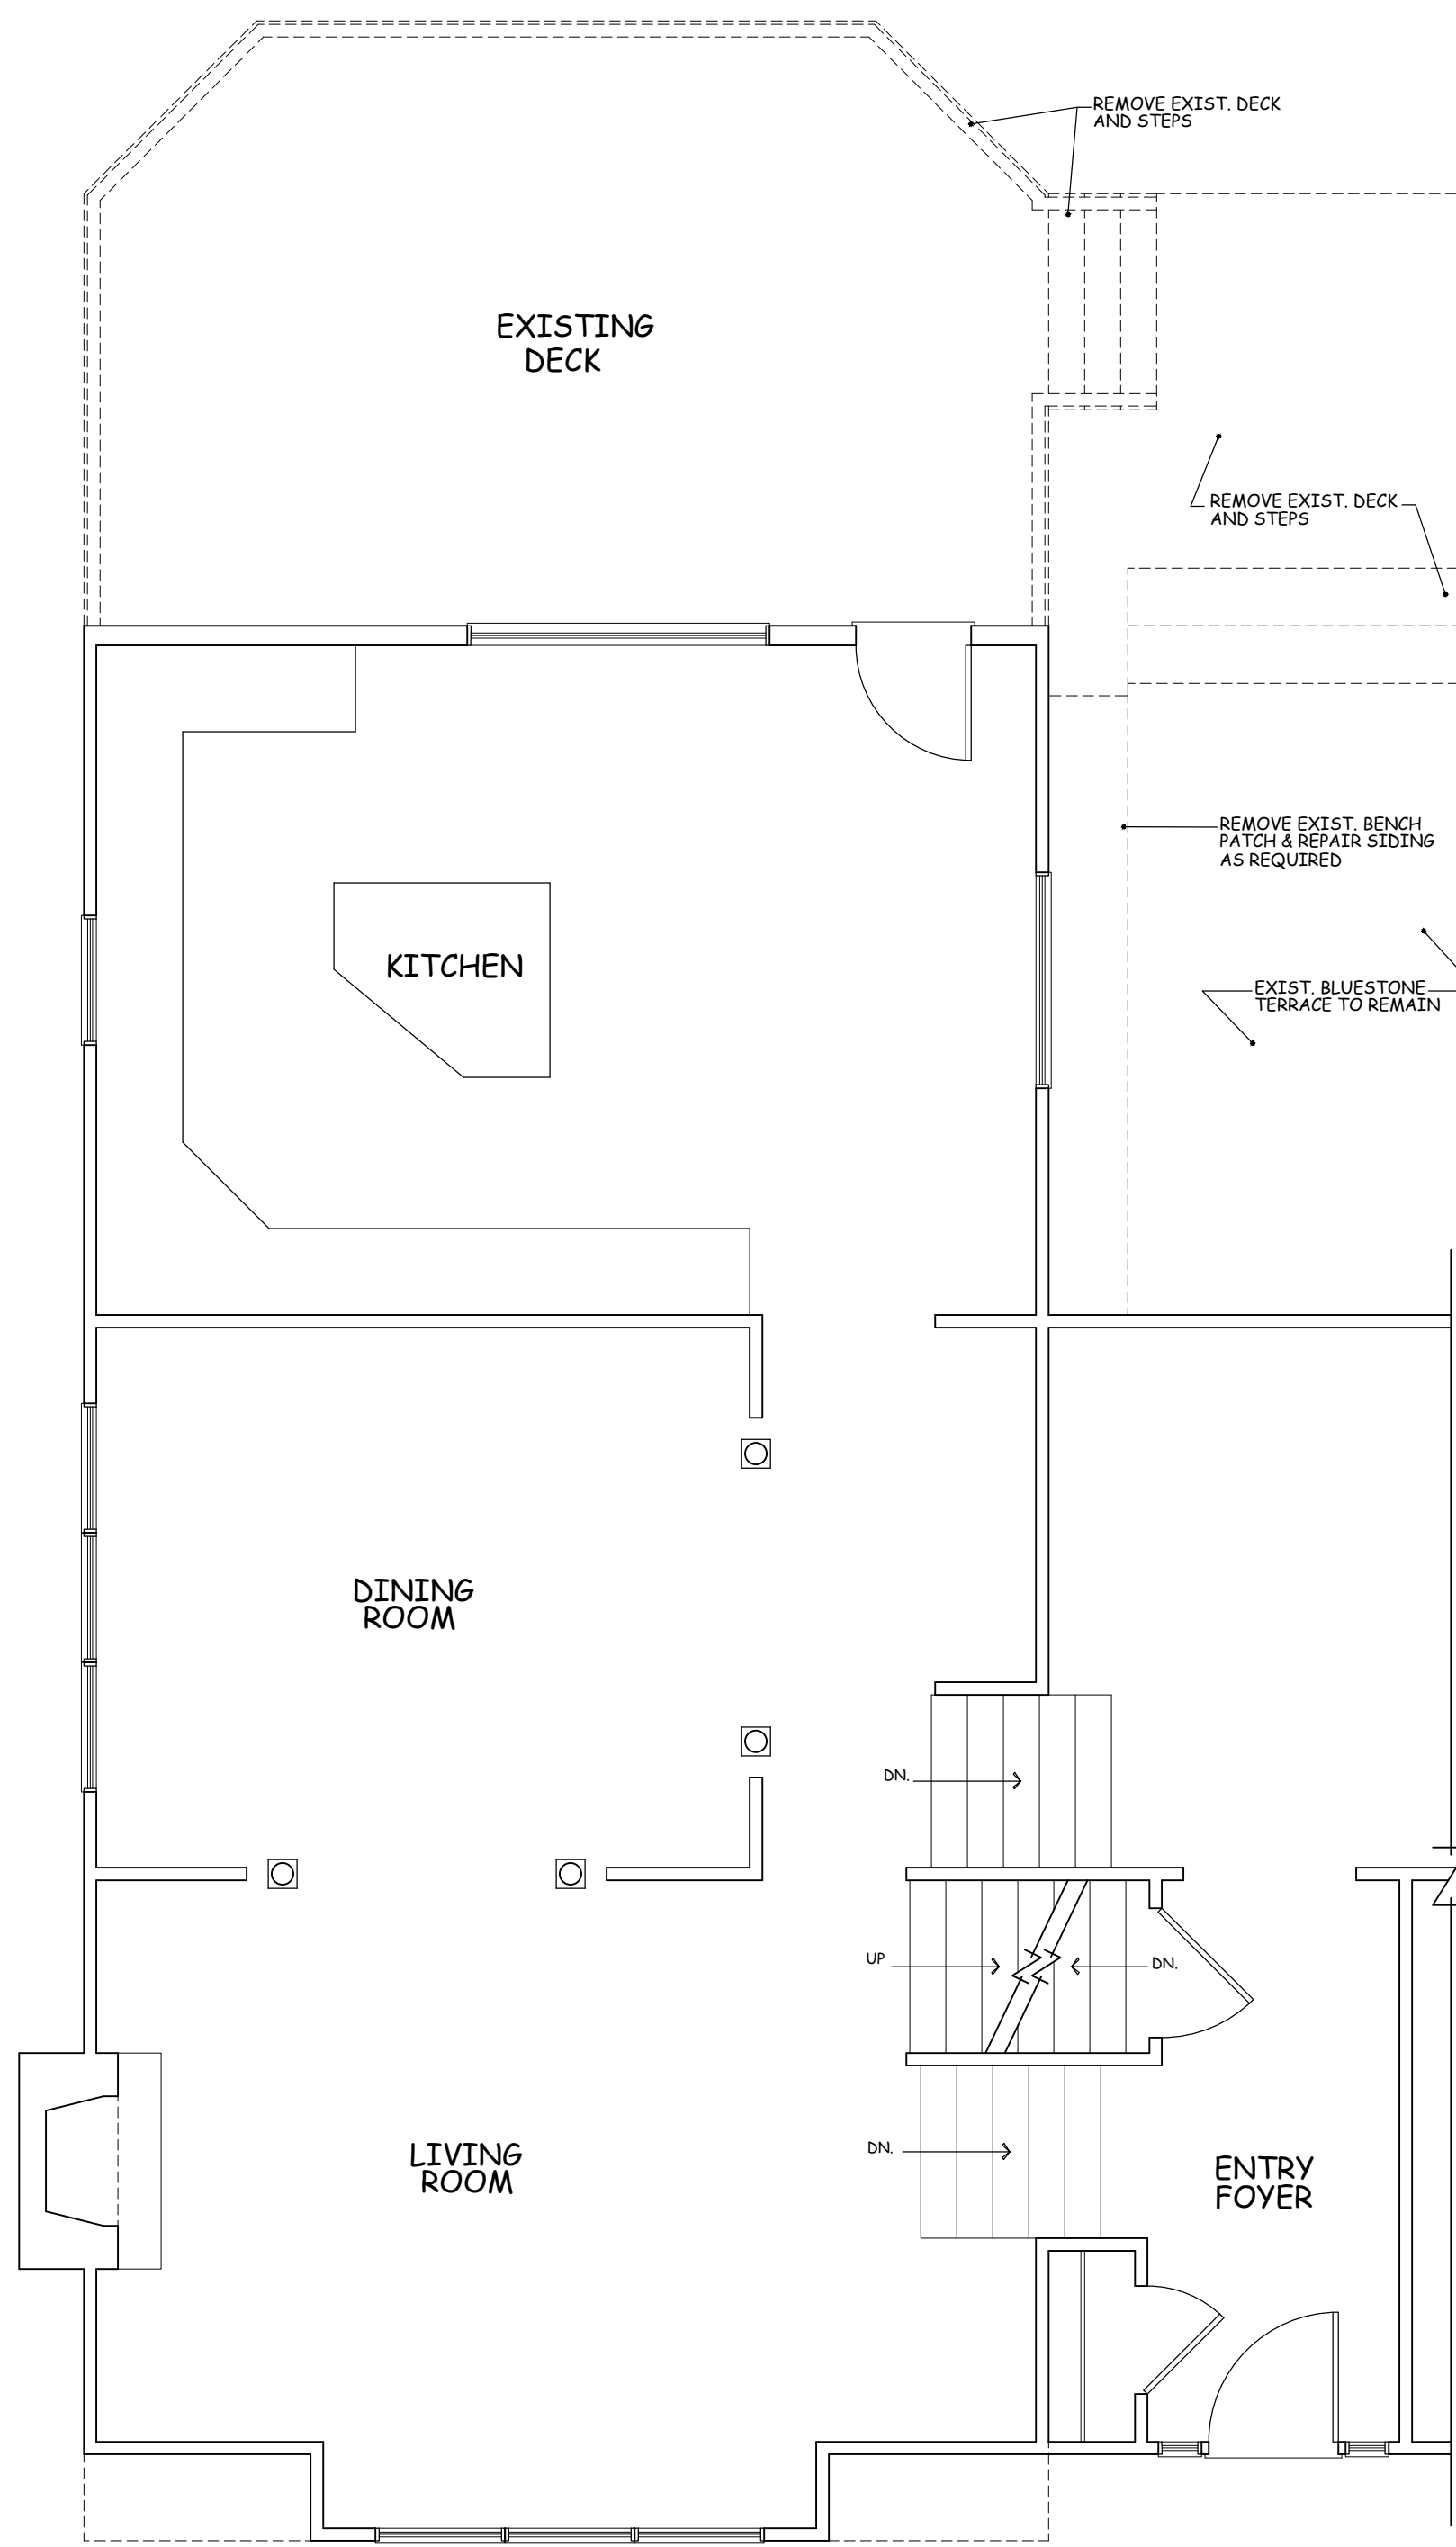 REMOVE EXIST. DECK
AND STEPS
EXISTING
DECK
REMOVE EXIST. DECK
AND STEPS
REMOVE EXIST. BENCH
PATCH & REPAIR SIDING
AS REQUIRED
KITCHEN
EXIST. BLUESTONE
TERRACE TO REMAIN
DINING
ROOM
DN.
UP
DN.
DN.
LIVING
ROOM
ENTRY
FOYER